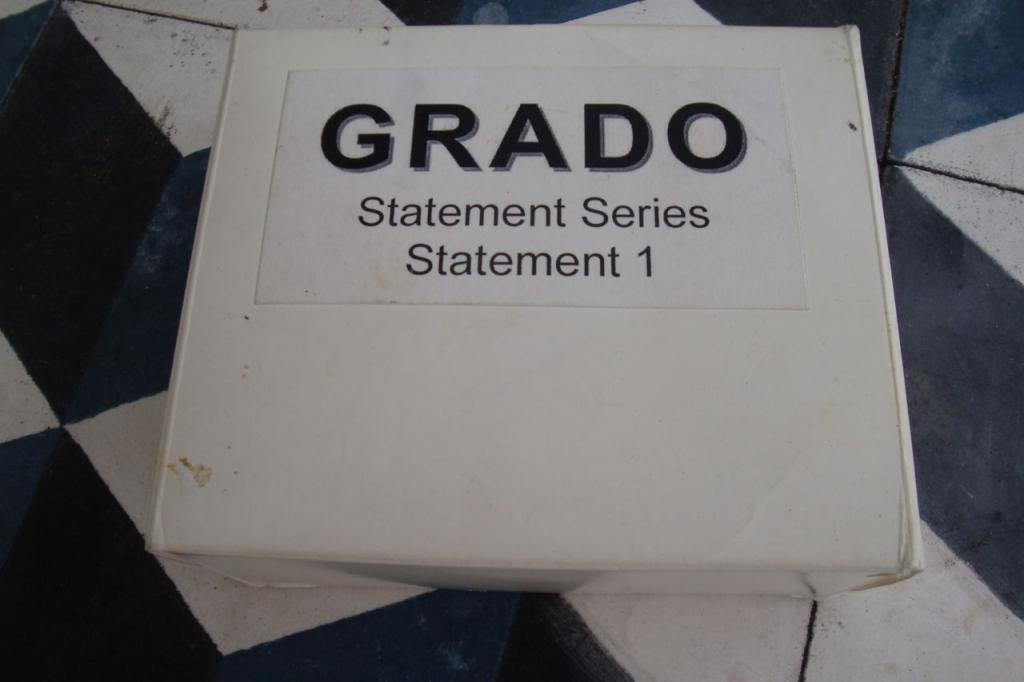 GRADO
Statement Series
Statement 1